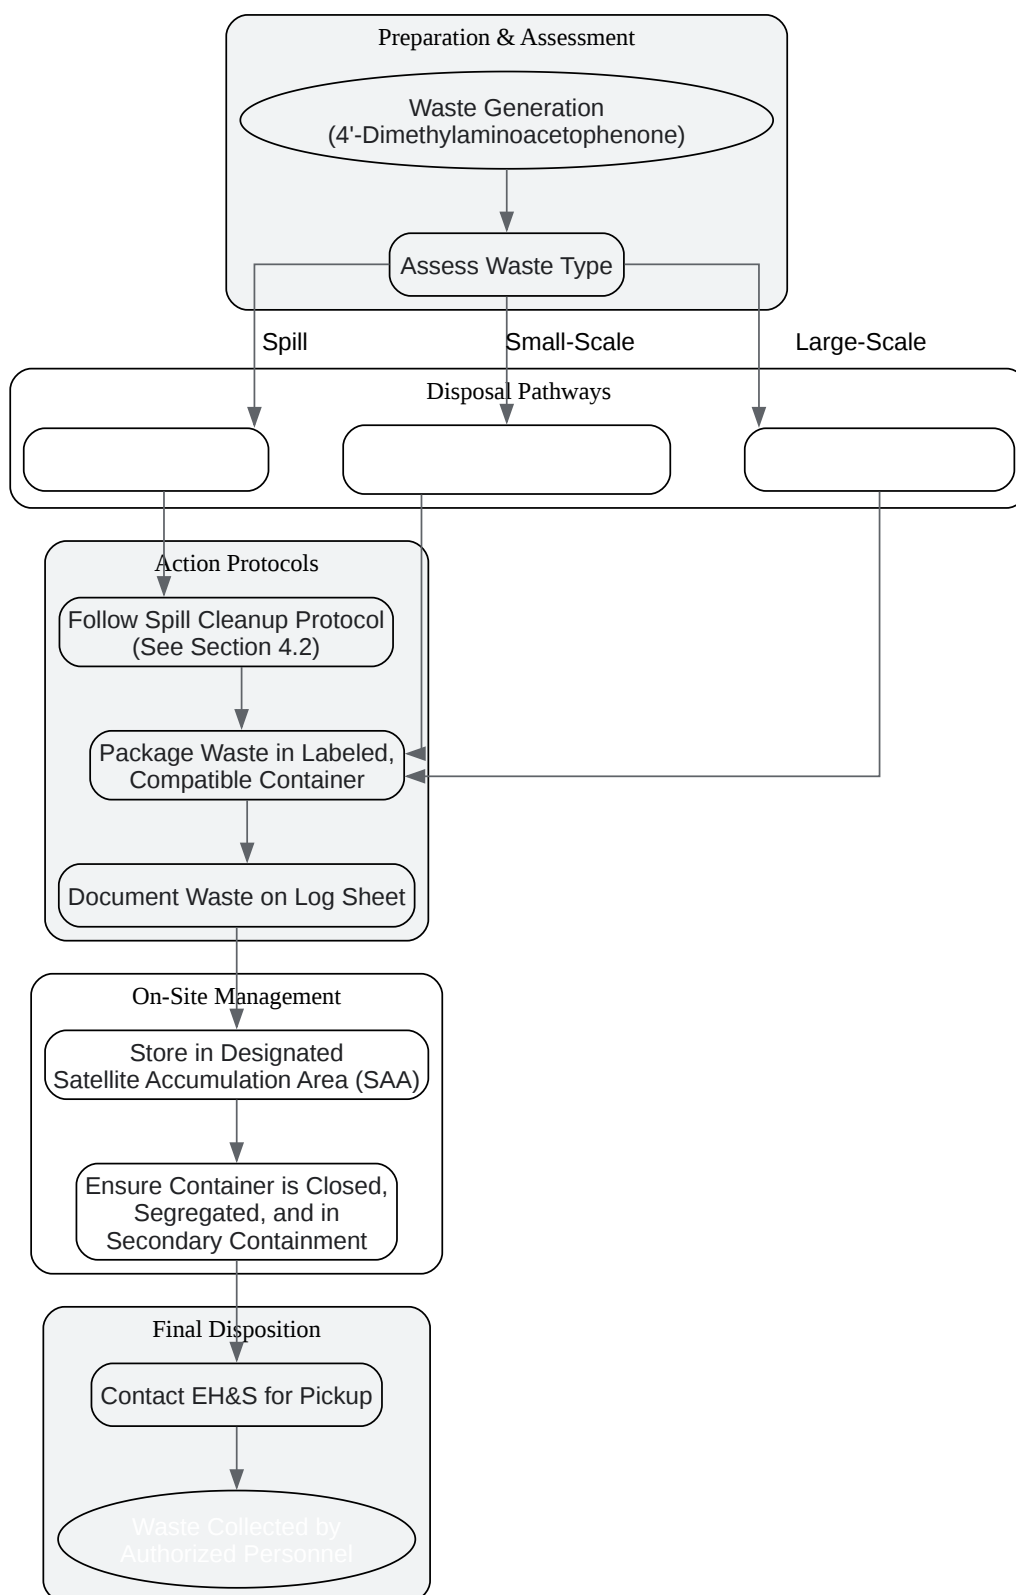 Preparation & Assessment
Waste Generation
(4'-Dimethylaminoacetophenone)
Assess Waste Type
Spill
Small-Scale
Large-Scale
Disposal Pathways
Action Protocols
Follow Spill Cleanup Protocol
(See Section 4.2)
Package Waste in Labeled,
Compatible Container
Document Waste on Log Sheet
On-Site Management
Store in Designated
Satellite Accumulation Area (SAA)
Ensure Container is Closed,
Segregated, and in
Secondary Containment
Final Disposition
Contact EH&S for Pickup
Waste Collected by
Authorized Personnel